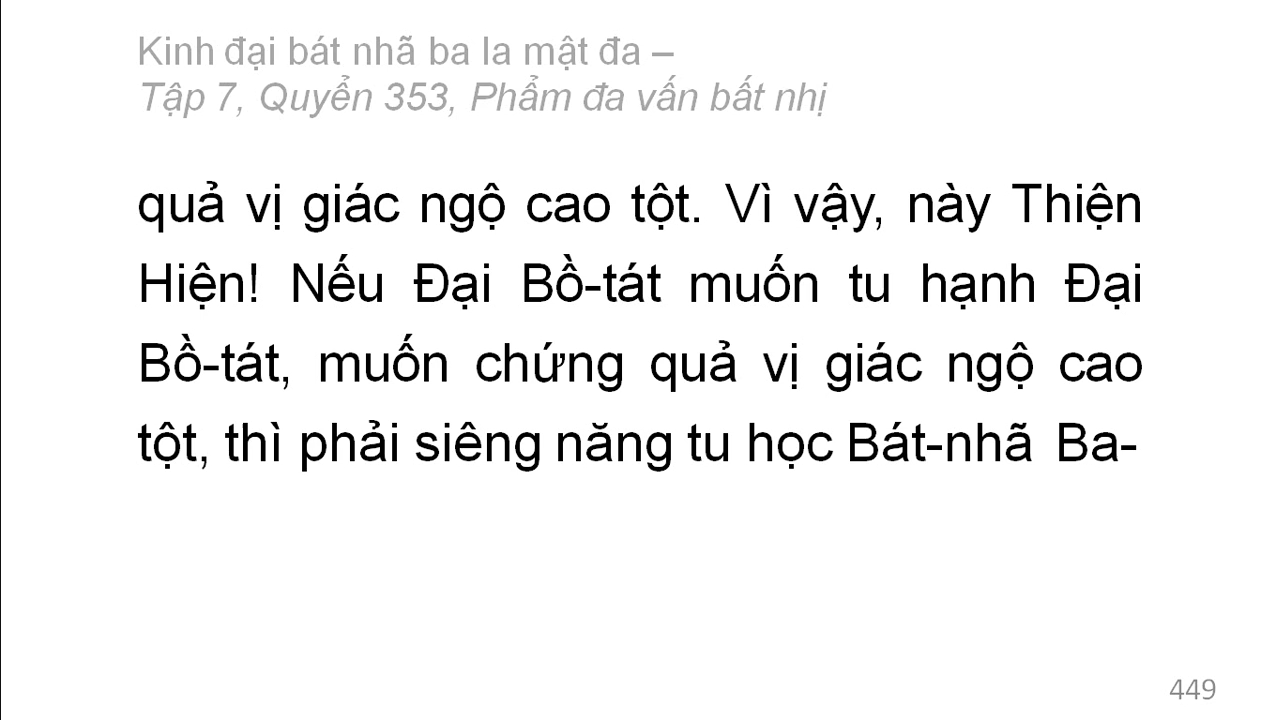 Kinh đại bát nhã ba la mật đa –
Tập 7, Quyển 353, Phẩm đa vấn bất nhị
quả vị giác ngộ cao tột. Vì vậy, này Thiện
Hiện! Nếu Đại Bồ-tát muốn tu hạnh Đại
Bồ-tát, muốn chứng quả vị giác ngộ cao
tột, thì phải siêng năng tu học Bát-nhã Ba-
449